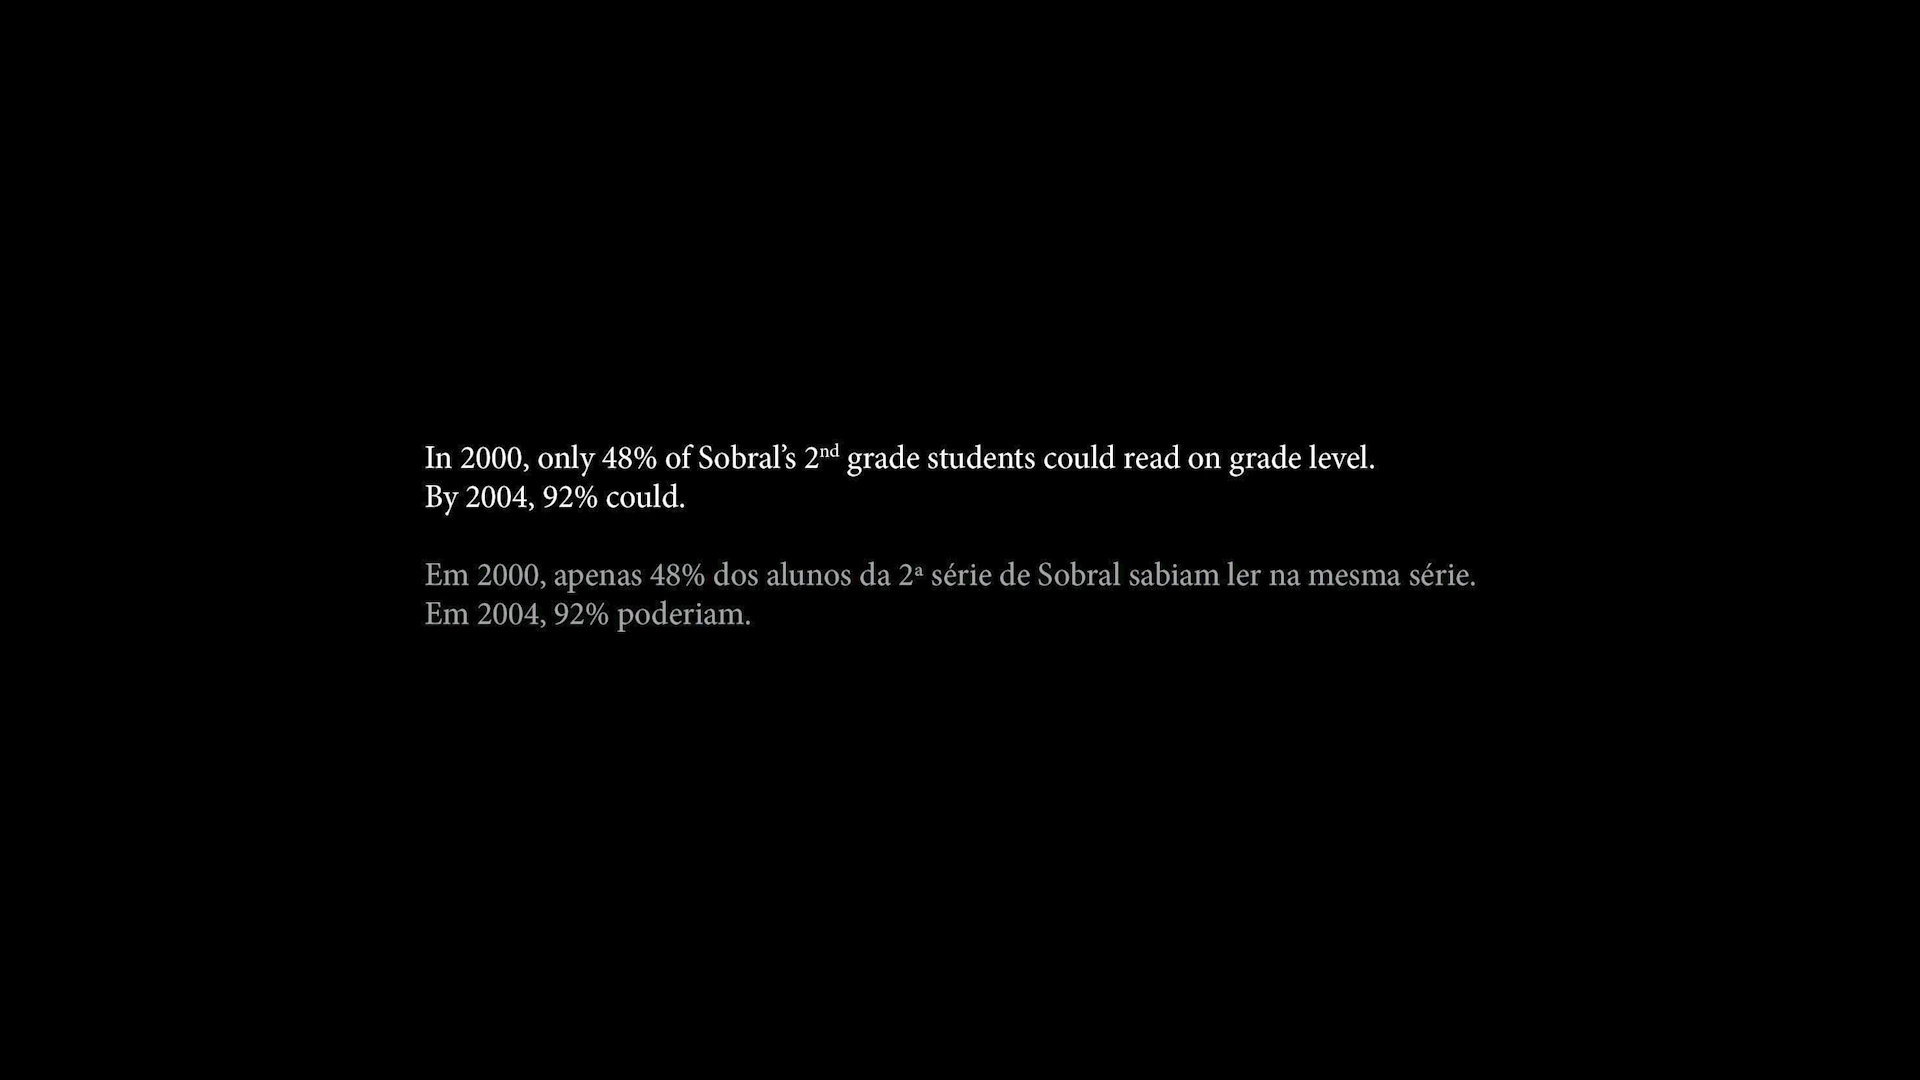 In 2000, only 48% of Sobral’s 2nd grade students could read on grade level.
By 2004, 92% could.
Em 2000, apenas 48% dos alunos da 2ª série de Sobral sabiam ler na mesma série.
Em 2004, 92% poderiam.